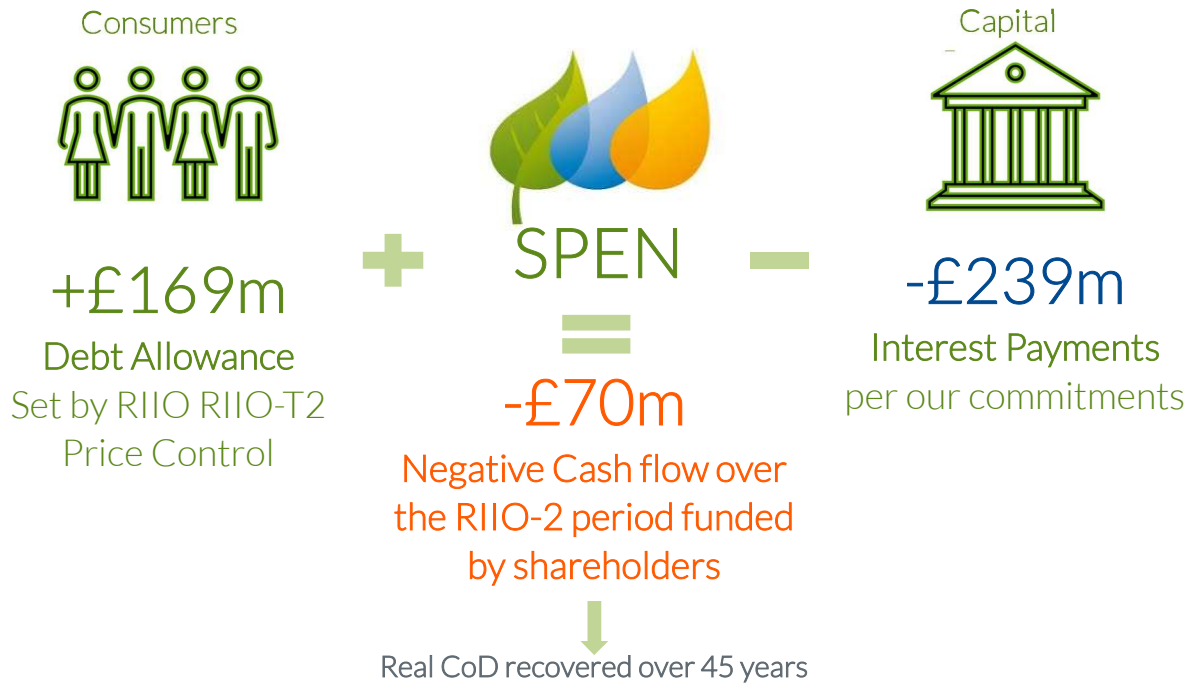 Consumers
+£169m
Debt Allowance
Set by RIIO RIIO-T2
Price Control
SPEN
-£70m
Negative Cash flow over
the RIIO-2 period funded
by shareholders
Real CoD recovered over 45 years
Capital
-£239m
Interest Payments
per our commitments